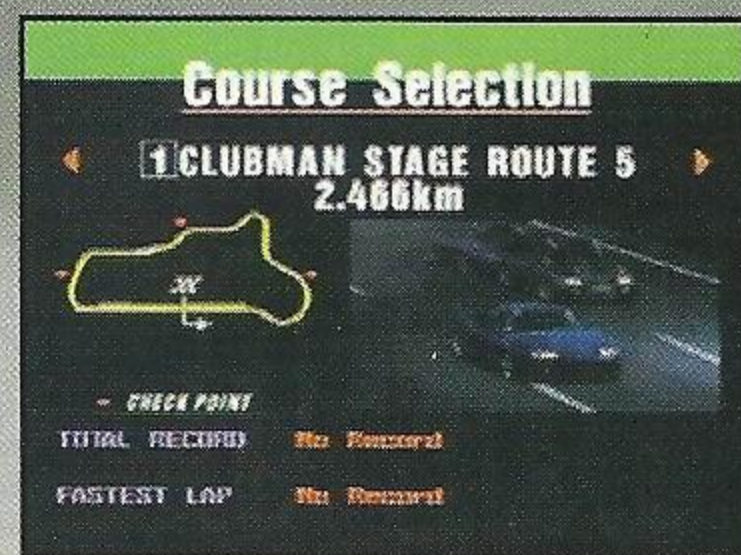 Course Selection
1 CLUBMAN STAGE ROUTE 5
2.466km
CHECK POINT
TOTAL RECORD No Record
FASTEST LAP No Record